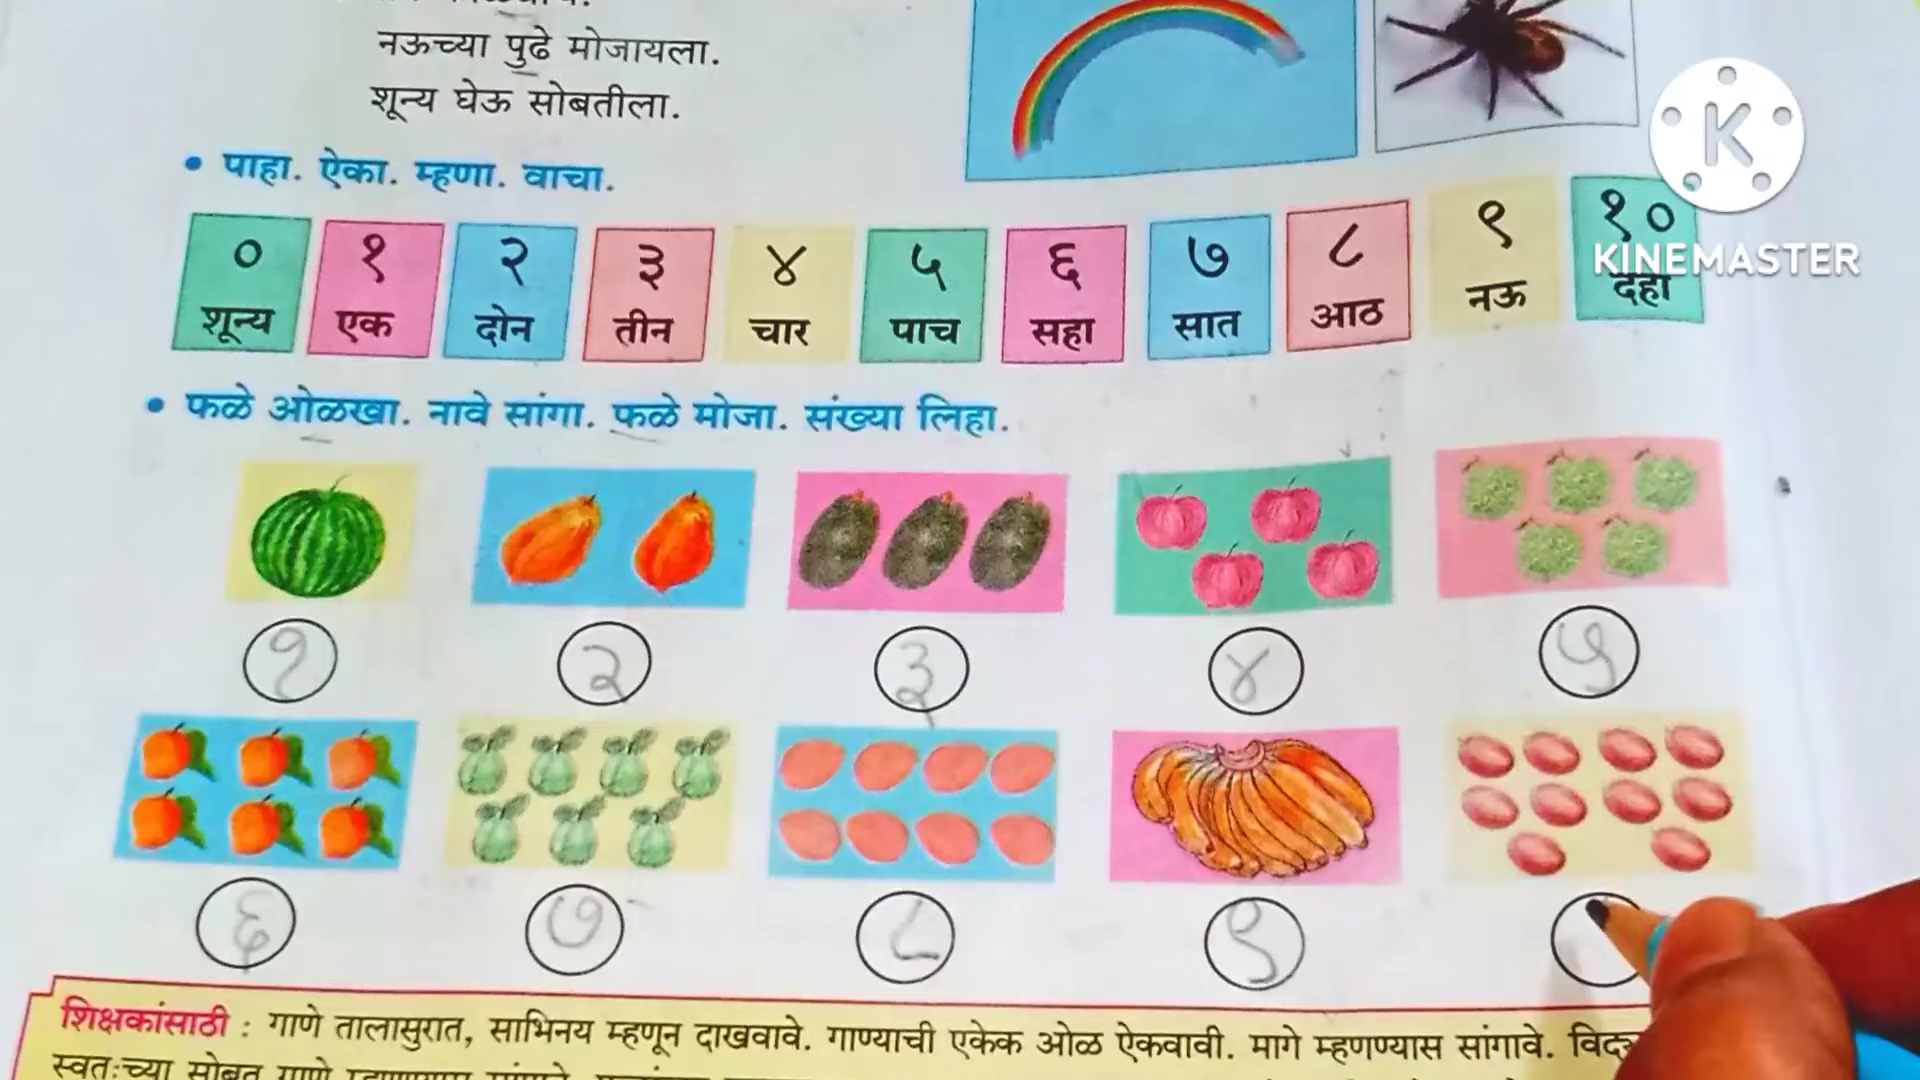 नऊच्या पुढे मोजायला.
शून्य घेऊ सोबतीला.
• पाहा. ऐका. म्हणा. वाचा.
० १ २ ३ ४ ५ ६ ७ ८ ९ १०
शून्य एक दोन तीन चार पाच सहा सात आठ नऊ दहा
K
KINEMASTER
• फळे ओळखा. नावे सांगा. फळे मोजा. संख्या लिहा.
१ २ ३ ४ ५
६ ७ ८ ९
शिक्षकांसाठी : गाणे तालासुरात, साभिनय म्हणून दाखवावे. गाण्याची एकेक ओळ ऐकवावी. मागे म्हणण्यास सांगावे.
स्वतःच्या सोबत गाणे